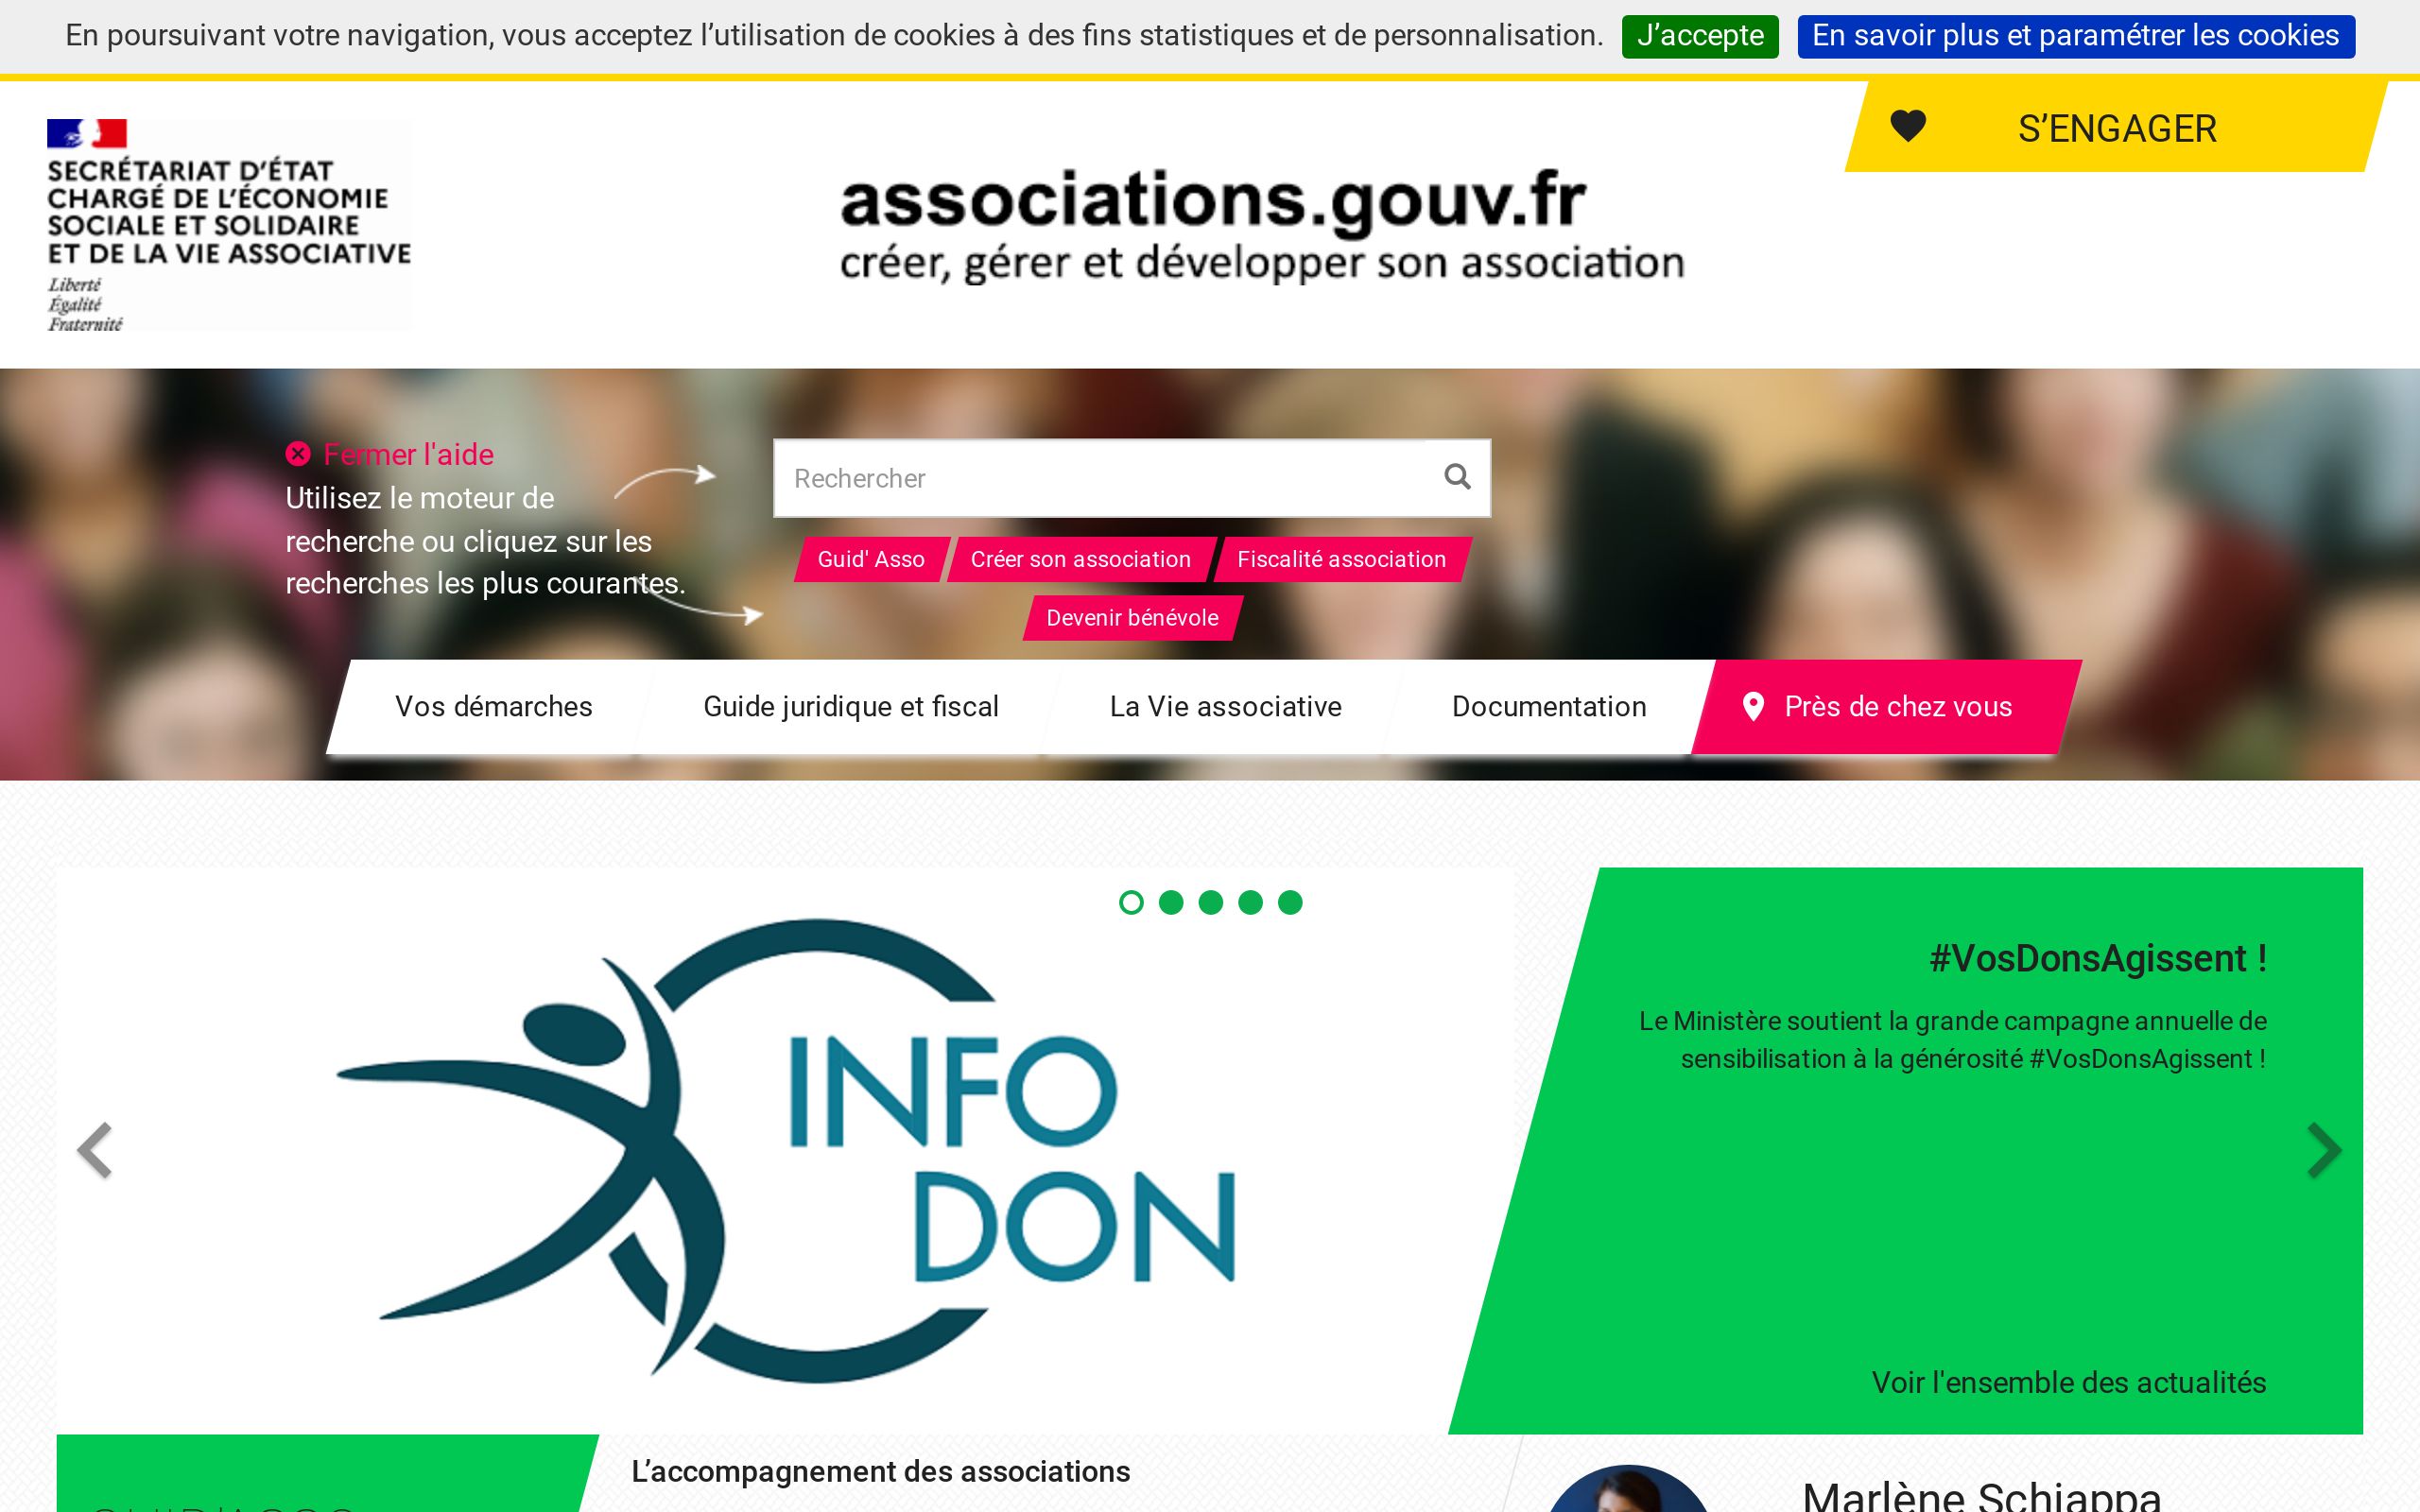 En poursuivant votre navigation, vous acceptez l’utilisation de cookies à des fins statistiques et de personnalisation. J’accepte En savoir plus et paramétrer les cookies
S’ENGAGER
SECRÉTARIAT D’ÉTAT
CHARGÉ DE L’ÉCONOMIE
SOCIALE ET SOLIDAIRE
ET DE LA VIE ASSOCIATIVE
Liberté
Égalité
Fraternité
associations.gouv.fr
créer, gérer et développer son association
Fermer l'aide
Utilisez le moteur de
recherche ou cliquez sur les
recherches les plus courantes.
Rechercher
Guid' Asso Créer son association Fiscalité association
Devenir bénévole
Vos démarches Guide juridique et fiscal La Vie associative Documentation Près de chez vous
INFO
DON
#VosDonsAgissent !
Le Ministère soutient la grande campagne annuelle de
sensibilisation à la générosité #VosDonsAgissent !
Voir l'ensemble des actualités
L’accompagnement des associations
Marlène Schiappa